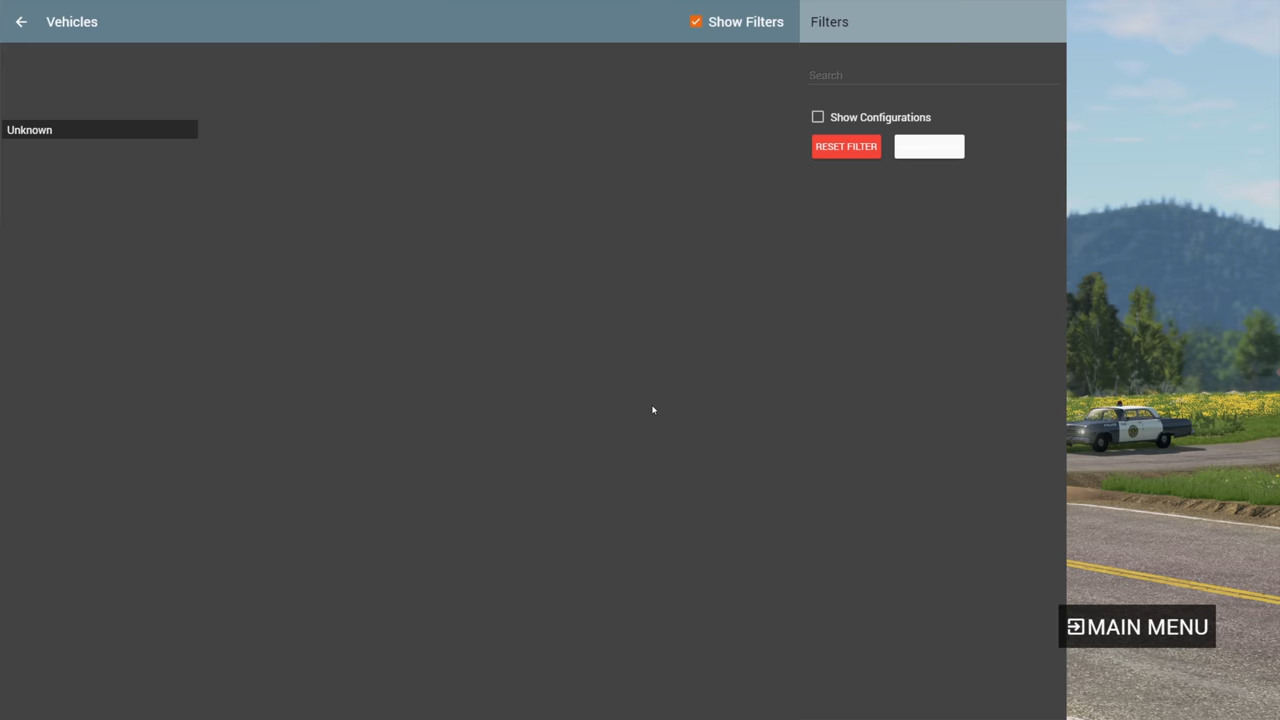 Vehicles
Show Filters
Filters
Search
Show Configurations
Unknown
RESET FILTER
MAIN MENU